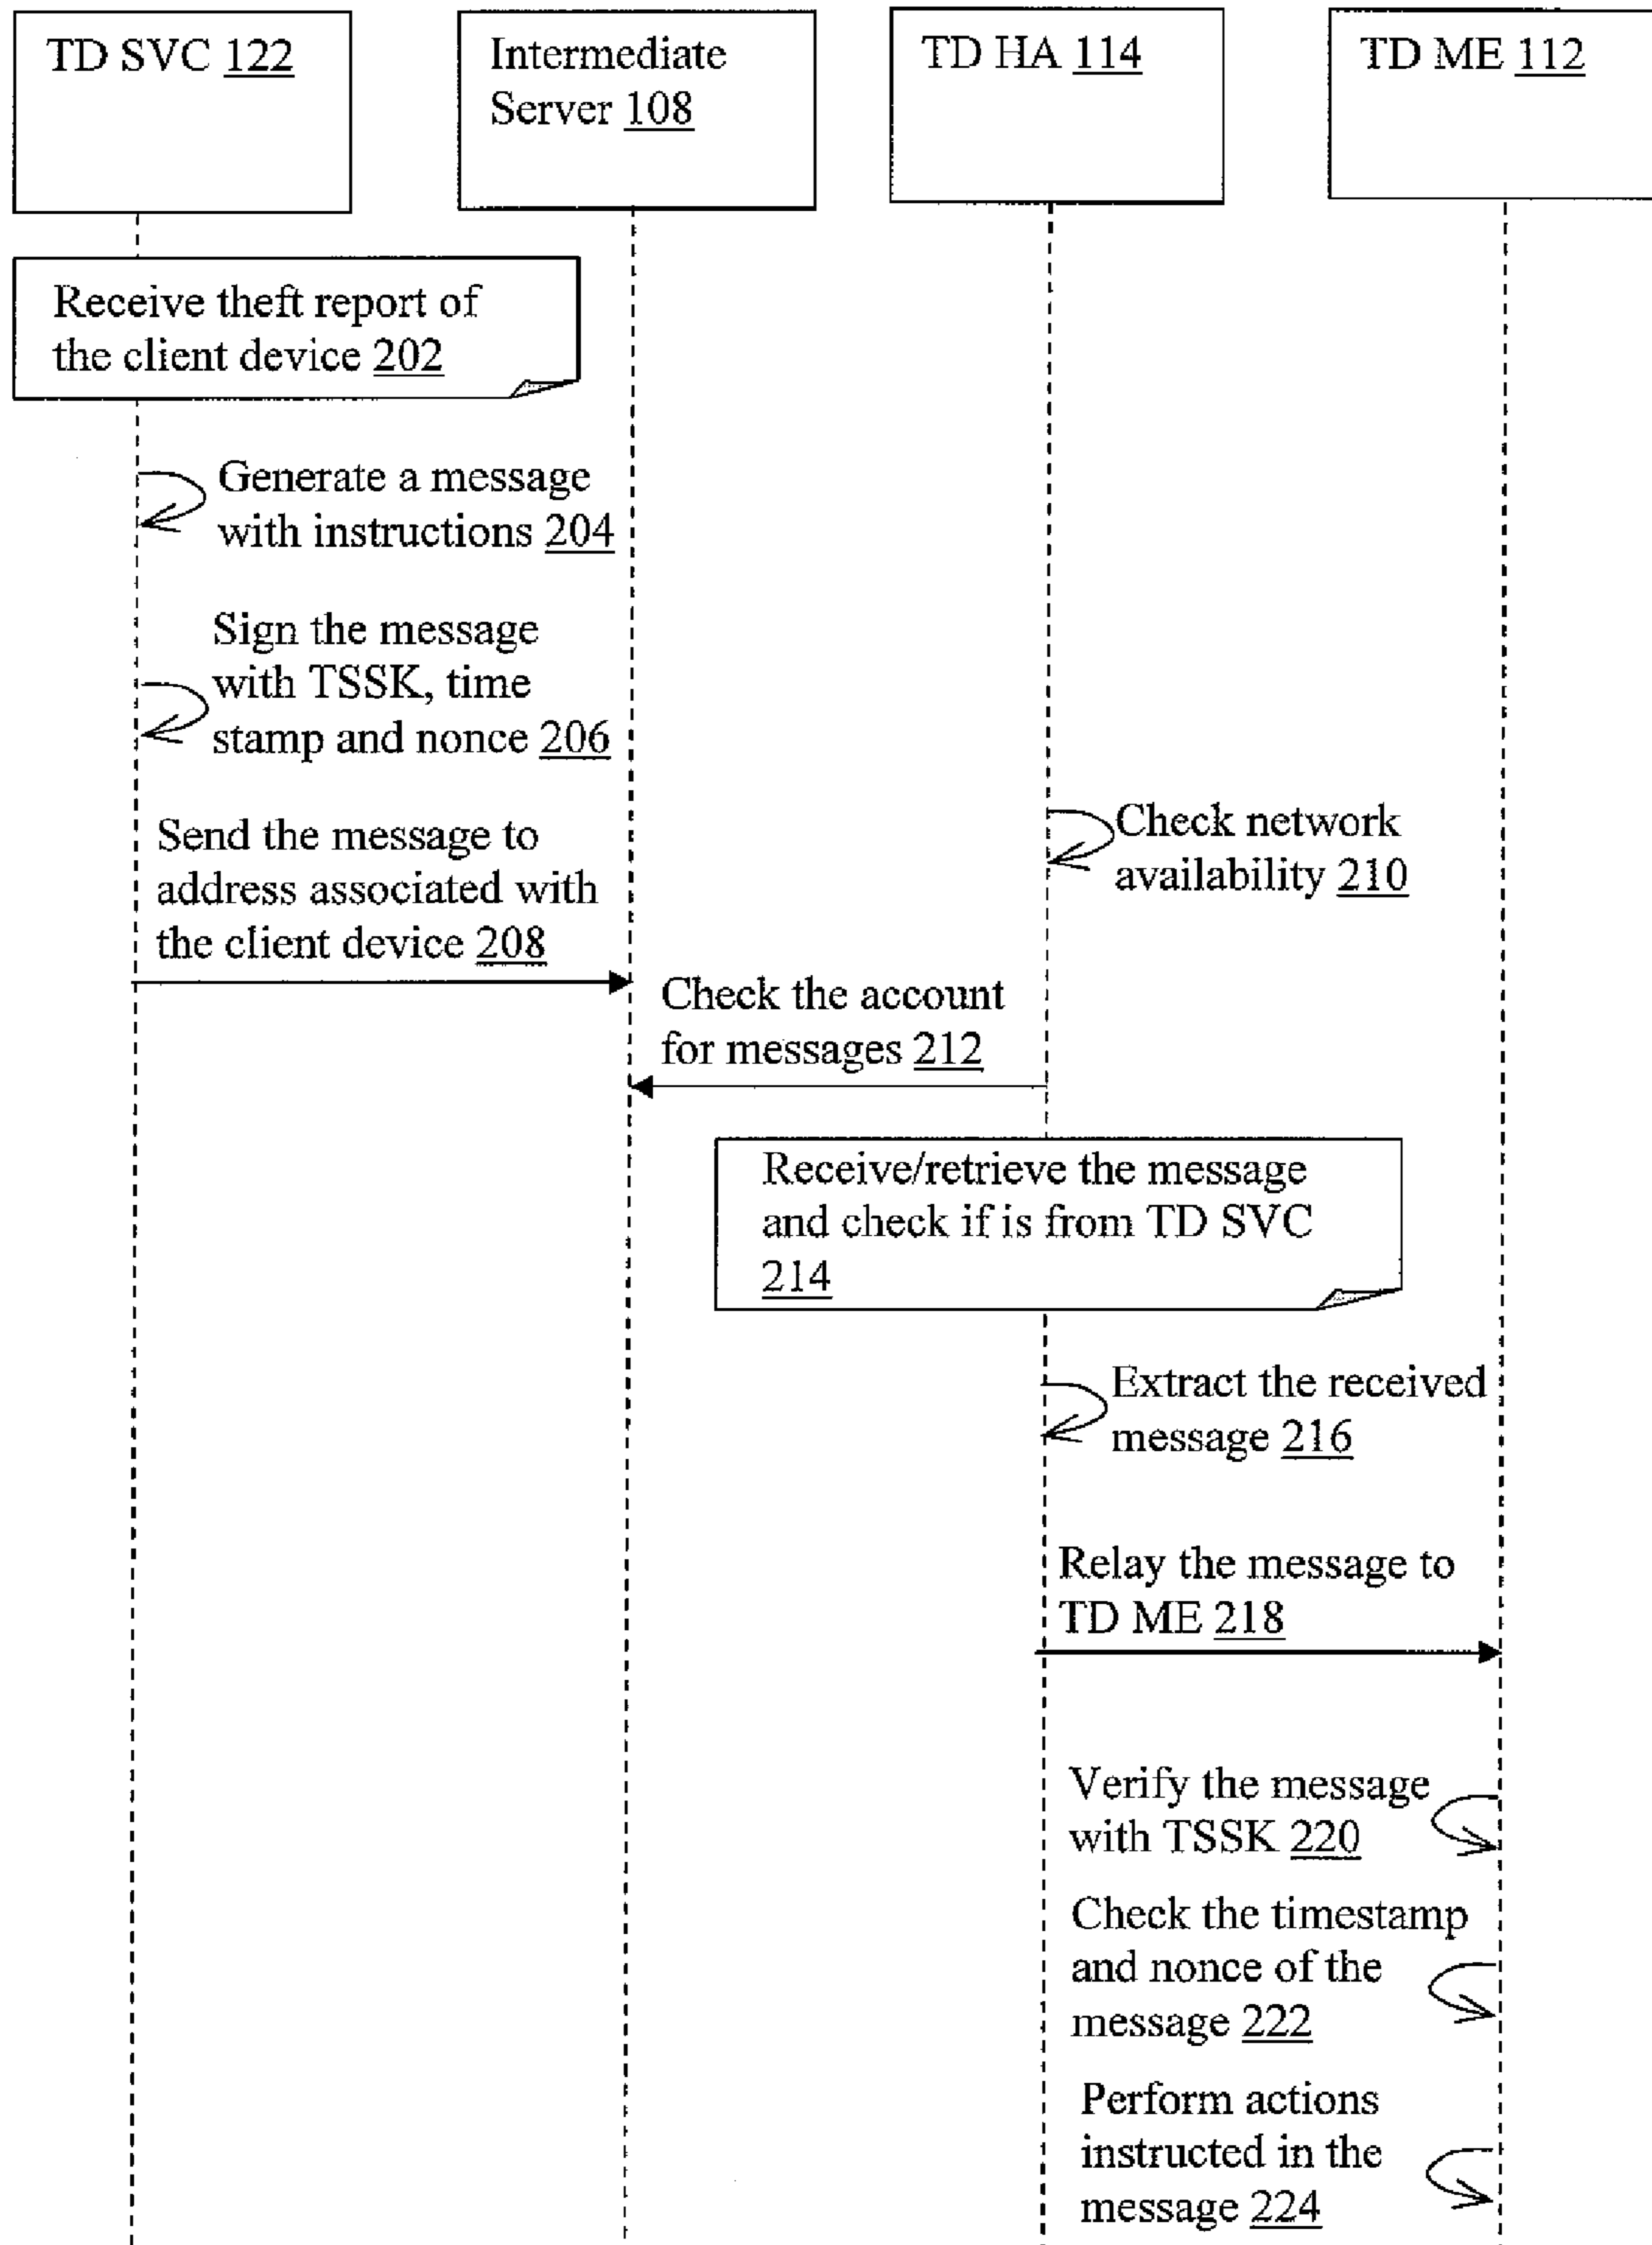 TD SVC 122
Intermediate
Server 108
TD HA 114
TD ME 112
Receive theft report of
the client device 202
Generate a message
with instructions 204
Sign the message
with TSSK, time
stamp and nonce 206
Send the message to
address associated with
the client device 208
Check network
availability 210
Check the account
for messages 212
Receive/retrieve the message
and check if is from TD SVC
214
Extract the received
message 216
Relay the message to
TD ME 218
Verify the message
with TSSK 220
Check the timestamp
and nonce of the
message 222
Perform actions
instructed in the
message 224